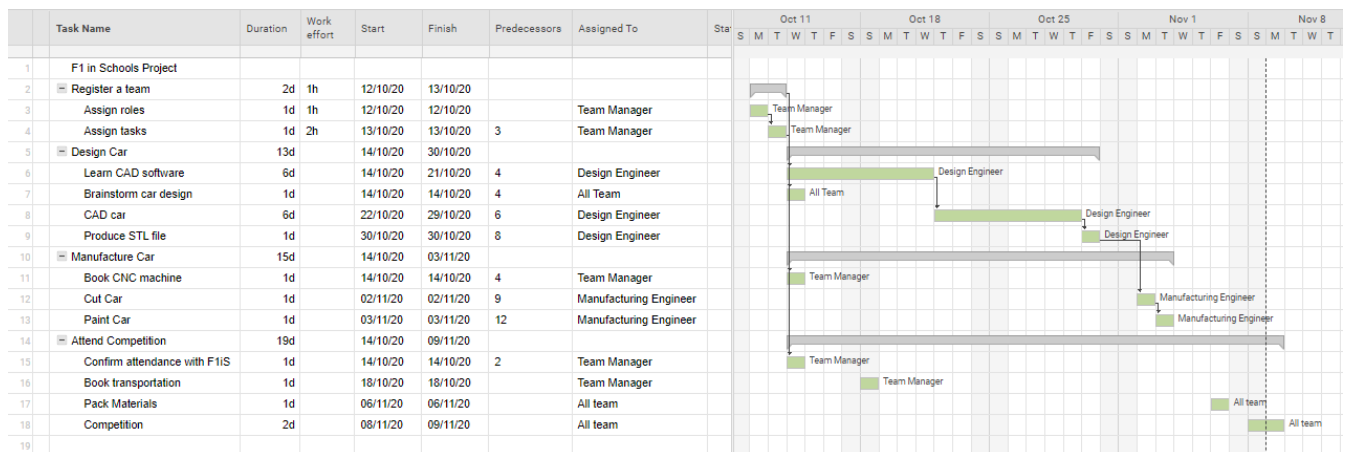 Oct 11 Oct 18 Oct 25 Nov 1 Nov 8
Task Name Duration Work effort Start Finish Predecessors Assigned To Sta S M T W T F S S M T W T F S S M T W T F S S M T W T F S S M T W T
1 F1 in Schools Project
2 Register a team 2d 1h 12/10/20 13/10/20
3 Assign roles 1d 1h 12/10/20 12/10/20 Team Manager Team Manager
4 Assign tasks 1d 2h 13/10/20 13/10/20 3 Team Manager Team Manager
5 Design Car 13d 14/10/20 30/10/20
6 Learn CAD software 6d 14/10/20 21/10/20 4 Design Engineer Design Engineer
7 Brainstorm car design 1d 14/10/20 14/10/20 4 All Team All Team
8 CAD car 6d 22/10/20 29/10/20 6 Design Engineer Design Engineer
9 Produce STL file 1d 30/10/20 30/10/20 8 Design Engineer Design Engineer
10 Manufacture Car 15d 14/10/20 03/11/20
11 Book CNC machine 1d 14/10/20 14/10/20 4 Team Manager Team Manager
12 Cut Car 1d 02/11/20 02/11/20 9 Manufacturing Engineer Manufacturing Engineer
13 Paint Car 1d 03/11/20 03/11/20 12 Manufacturing Engineer Manufacturing Engineer
14 Attend Competition 19d 14/10/20 09/11/20
15 Confirm attendance with F1iS 1d 14/10/20 14/10/20 2 Team Manager Team Manager
16 Book transportation 1d 18/10/20 18/10/20 Team Manager Team Manager
17 Pack Materials 1d 06/11/20 06/11/20 All team All team
18 Competition 2d 08/11/20 09/11/20 All team All team
19